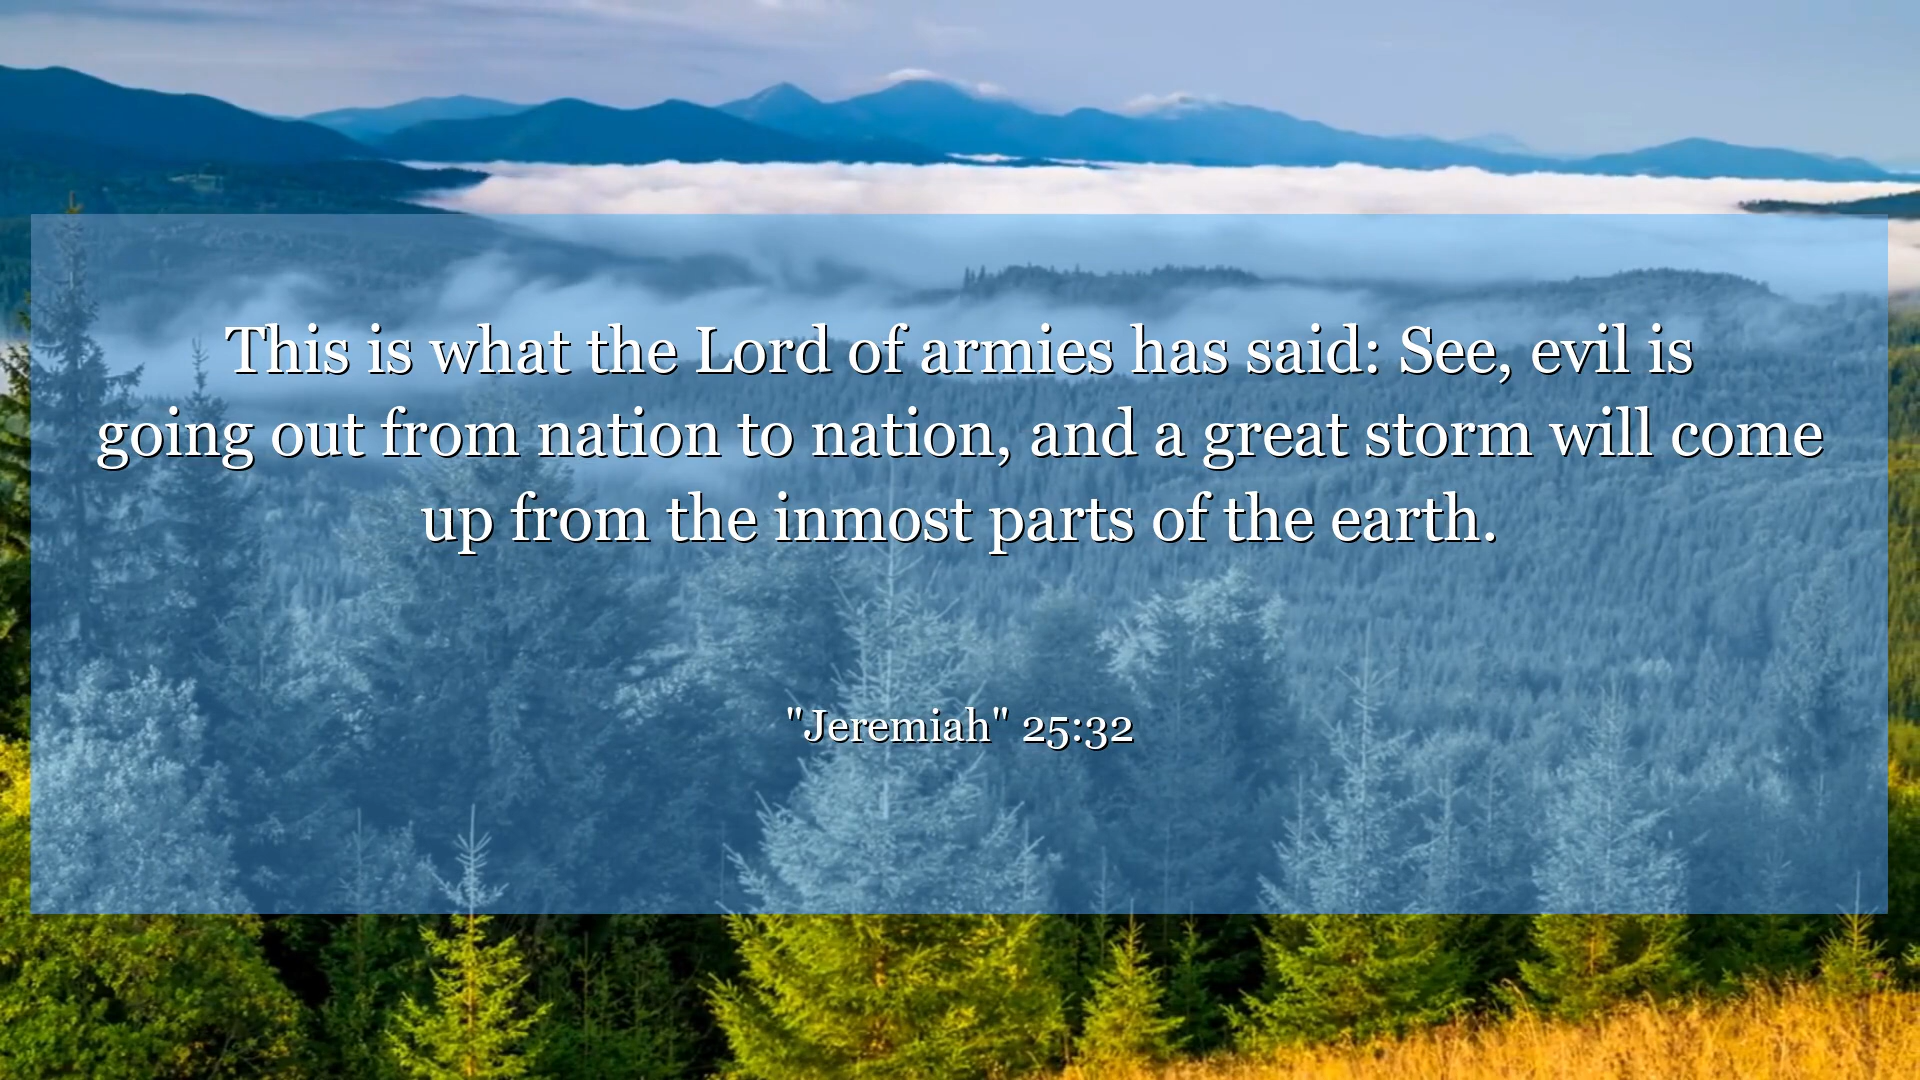 This is what the Lord of armies has said: See, evil is
going out from nation to nation, and a great storm will come
up from the inmost parts of the earth.
"Jeremiah" 25:32